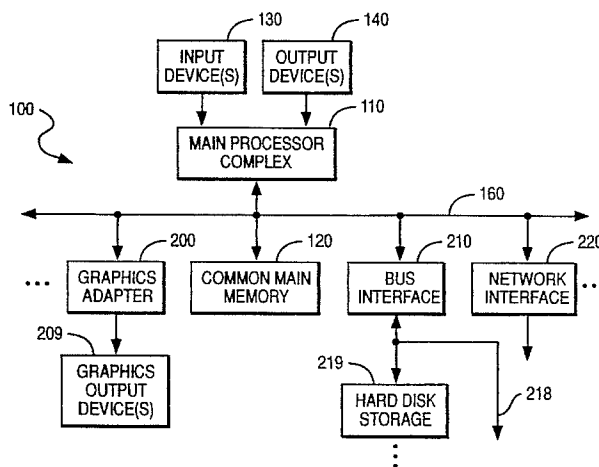 130
140
INPUT
DEVICE(S)
OUTPUT
DEVICE(S)
110
100
MAIN PROCESSOR
COMPLEX
160
200
120
210
220
GRAPHICS
ADAPTER
COMMON MAIN
MEMORY
BUS
INTERFACE
NETWORK
INTERFACE
209
GRAPHICS
OUTPUT
DEVICE(S)
219
HARD DISK
STORAGE
218